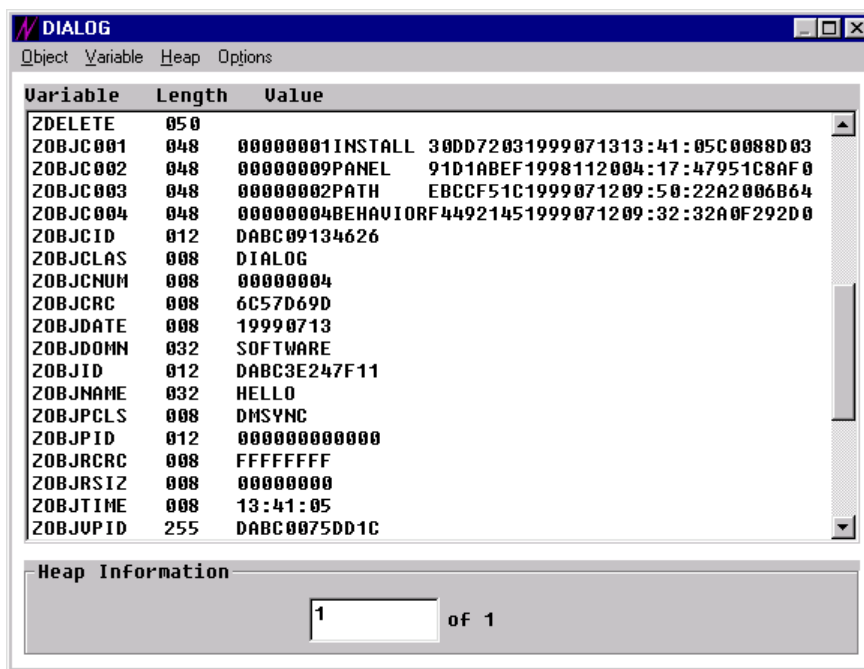 DIALOG
Object Variable Heap Options
Variable Length Value
ZDELETE 050
ZOBJC001 048 00000001INSTALL 30DD72031999071313:41:05C0088D03
ZOBJC002 048 00000009PANEL 91D1ABEF1998112004:17:47951C8AF0
ZOBJC003 048 00000002PATH EBCCF51C1999071209:50:22A2006B64
ZOBJC004 048 00000004BEHAVIORF44921451999071209:32:32A0F292D0
ZOBJCID 012 DABC09134626
ZOBJCLAS 008 DIALOG
ZOBJCNUM 008 00000004
ZOBJCRC 008 6C57D69D
ZOBJDATE 008 19990713
ZOBJDOMN 032 SOFTWARE
ZOBJID 012 DABC3E247F11
ZOBJNAME 032 HELLO
ZOBJPCLS 008 DMSYNC
ZOBJPID 012 000000000000
ZOBJRCRC 008 FFFFFFFF
ZOBJRSIZ 008 00000000
ZOBJTIME 008 13:41:05
ZOBJVPID 255 DABC0075DD1C
Heap Information
1 of 1